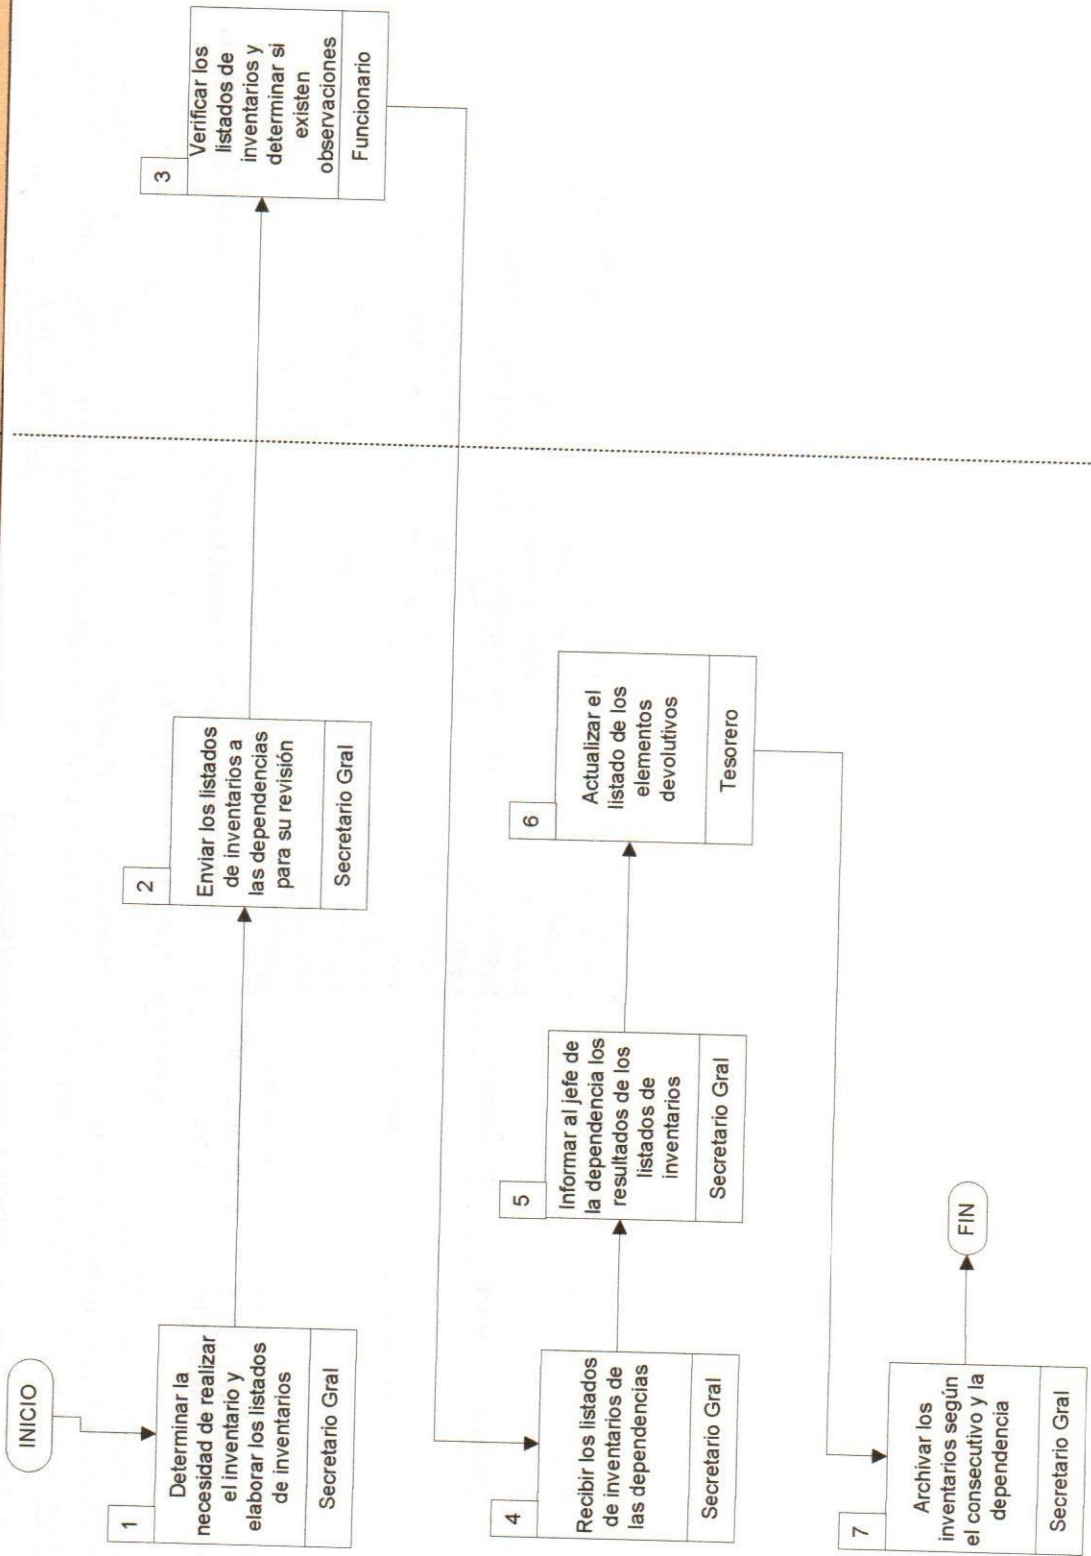 INICIO
1
Determinar la
necesidad de realizar
el inventario y
elaborar los listados
de inventarios
Secretario Gral
2
Enviar los listados
de inventarios a
las dependencias
para su revisión
Secretario Gral
3
Verificar los
listados de
inventarios y
determinar si
existen
observaciones
Funcionario
4
Recibir los listados
de inventarios de
las dependencias
Secretario Gral
5
Informar al jefe de
la dependencia los
resultados de los
listados de
inventarios
Secretario Gral
6
Actualizar el
listado de los
elementos
devolutivos
Tesorero
7
Archivar los
inventarios según
el consecutivo y la
dependencia
Secretario Gral
FIN